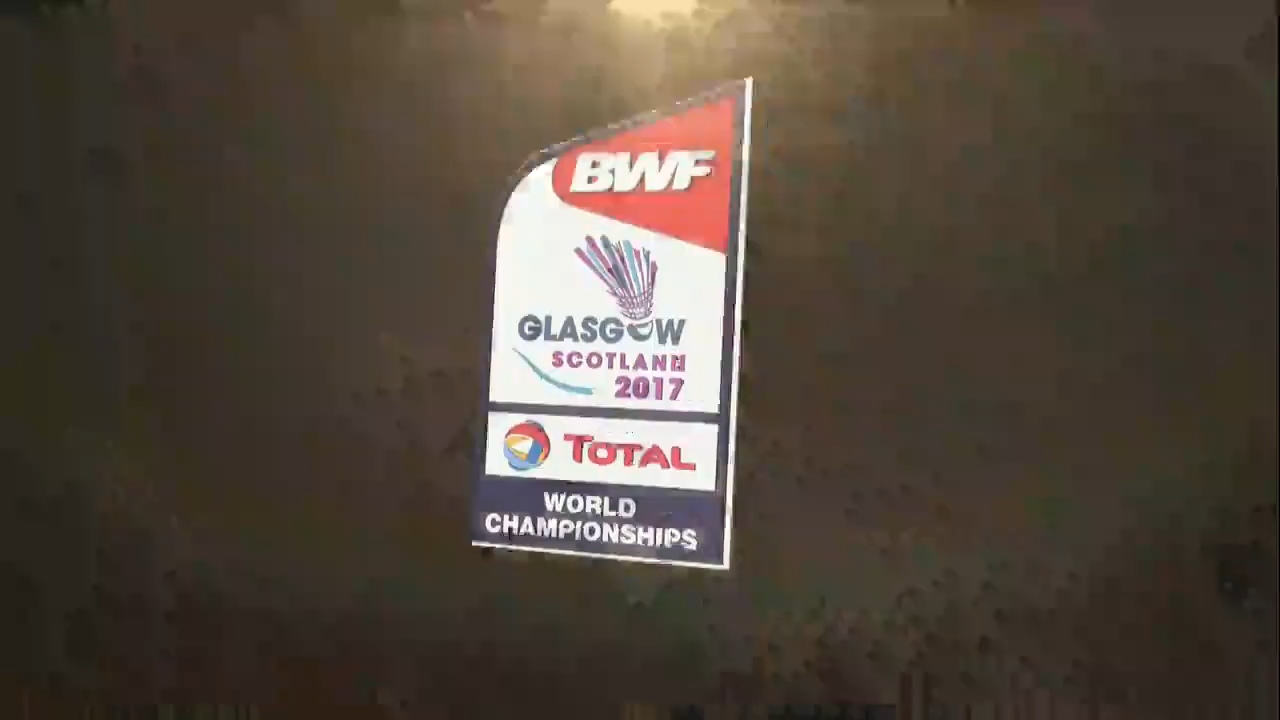 BWF
GLASGOW
SCOTLAND
2017
TOTAL
WORLD
CHAMPIONSHIPS